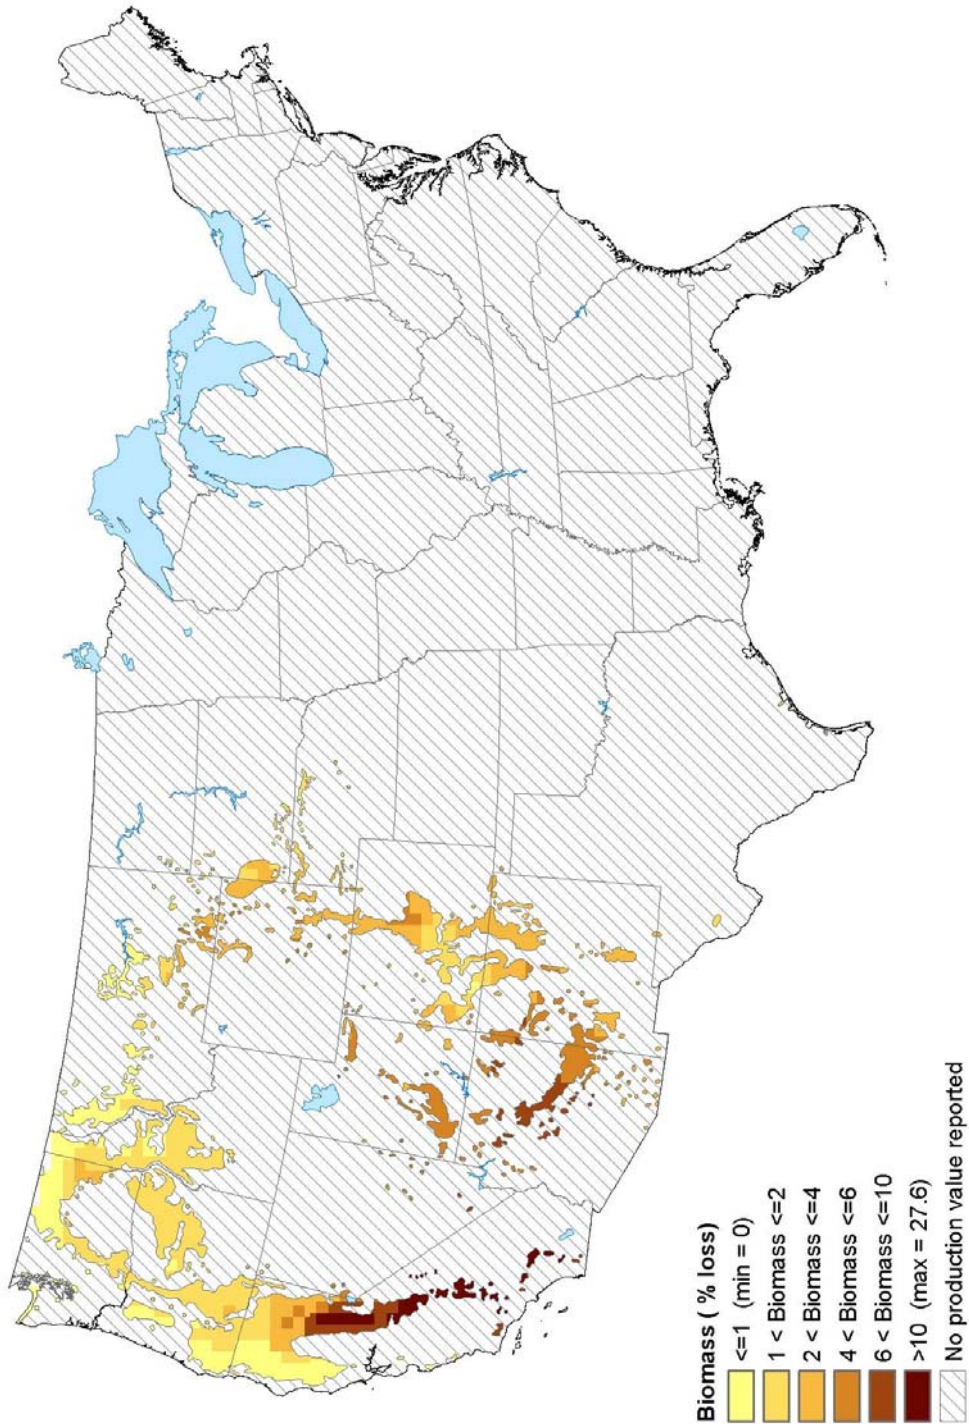 Biomass ( % loss)
<=1 (min = 0)
1 < Biomass <=2
2 < Biomass <=4
4 < Biomass <=6
6 < Biomacss <=10
>10 (max = 27.6)
No production value reported